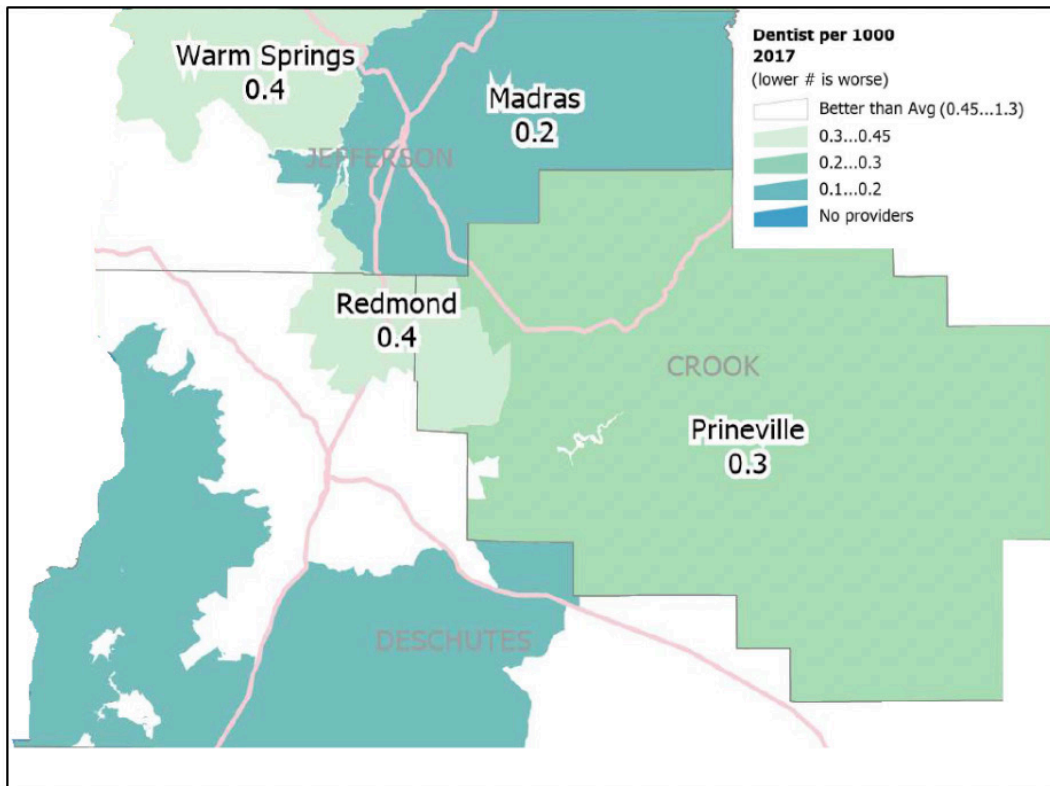 Dentist per 1000
2017
(lower # is worse)
Better than Avg (0.45...1.3)
0.3...0.45
0.2...0.3
0.1...0.2
No providers
Warm Springs
0.4
Madras
0.2
JEFFERSON
Redmond
0.4
CROOK
Prineville
0.3
DESCHUTES